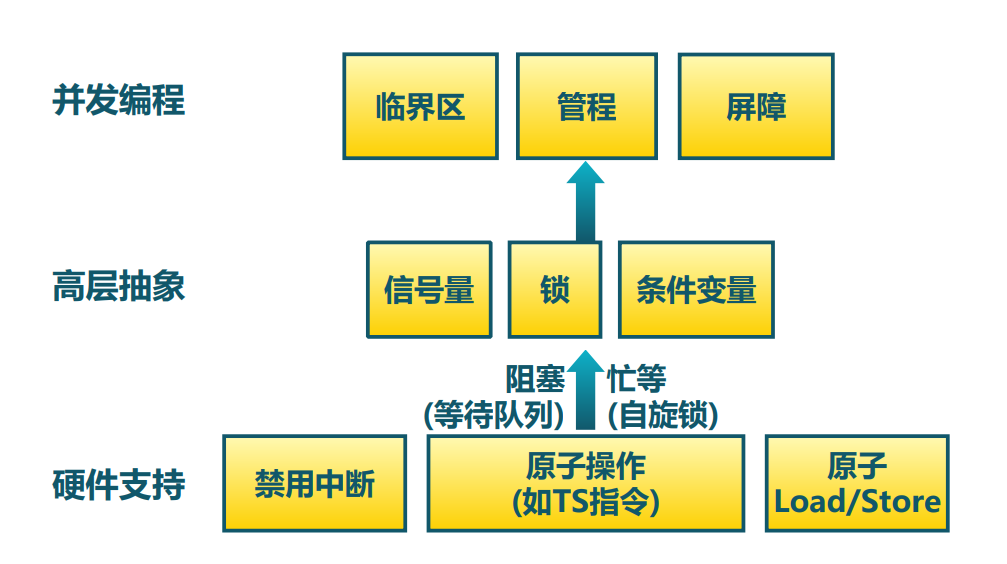 并发编程
临界区
管程
屏障
高层抽象
信号量
锁
条件变量
阻塞
(等待队列)
忙等
(自旋锁)
硬件支持
禁用中断
原子操作
(如TS指令)
原子
Load/Store